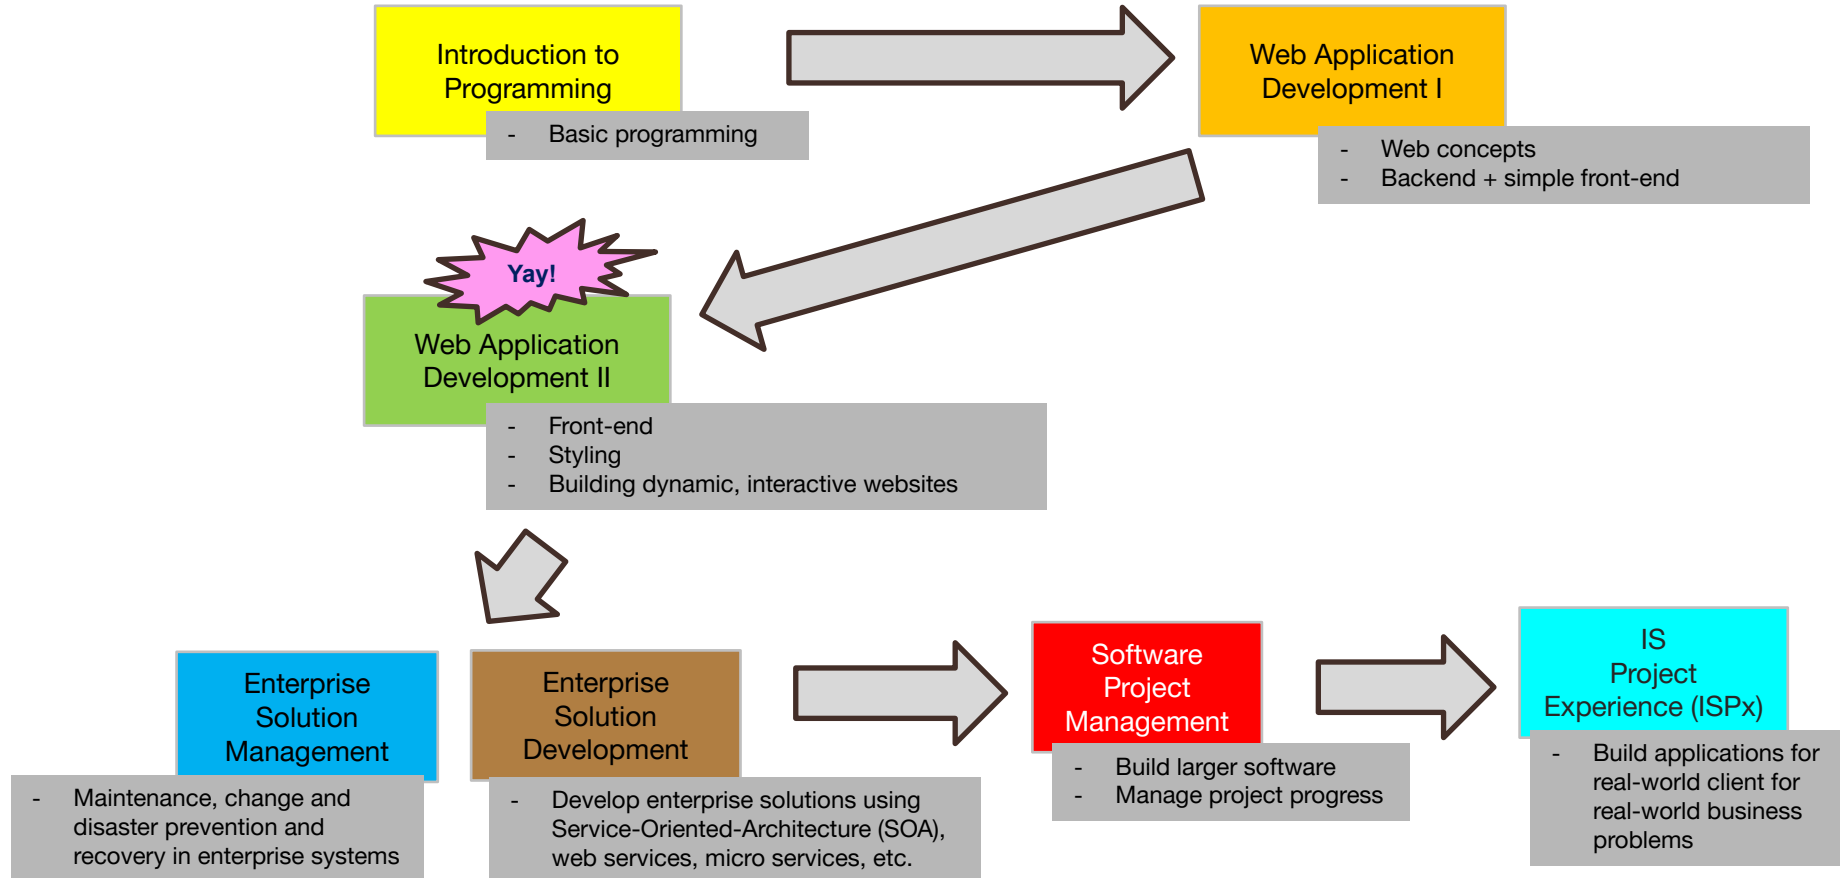 Introduction to
Programming
- Basic programming
Web Application
Development I
- Web concepts
- Backend + simple front-end
Yay!
Web Application
Development II
- Front-end
- Styling
- Building dynamic, interactive websites
Enterprise
Solution
Management
- Maintenance, change and
disaster prevention and
recovery in enterprise systems
Enterprise
Solution
Development
- Develop enterprise solutions using
Service-Oriented-Architecture (SOA),
web services, micro services, etc.
Software
Project
Management
- Build larger software
- Manage project progress
IS
Project
Experience (ISPx)
- Build applications for
real-world client for
real-world business
problems